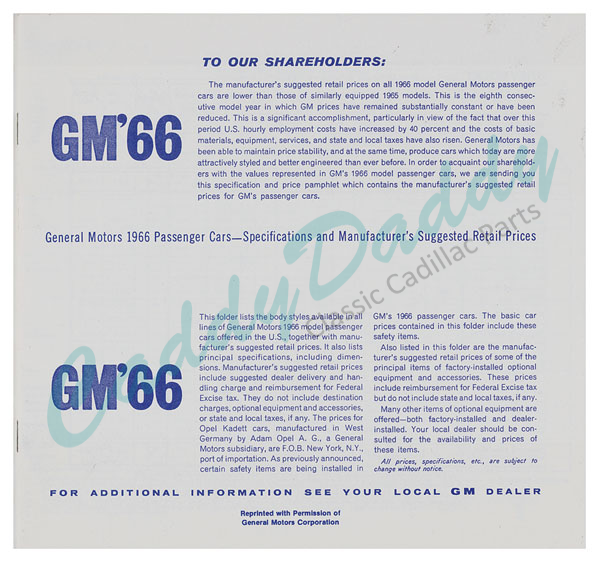 TO OUR SHAREHOLDERS:
The manufacturer's suggested retail prices on all 1966 model General Motors passenger
cars are lower than those of similarly equipped 1965 models. This is the eighth consec-
utive model year in which GM prices have remained substantially constant or have been
reduced. This is a significant accomplishment, particularly in view of the fact that over this
period U.S. hourly employment costs have increased by 40 percent and the costs of basic
materials, equipment, services, and state and local taxes have also risen. General Motors has
been able to maintain price stability, and at the same time, produce cars which today are more
attractively styled and better engineered than ever before. In order to acquaint our sharehold-
ers with the values represented in GM's 1966 model passenger cars, we are sending you
this specification and price pamphlet which contains the manufacturer's suggested retail
prices for GM's passenger cars.
GM'66
General Motors 1966 Passenger Cars—Specifications and Manufacturer's Suggested Retail Prices
GM'66
This folder lists the body styles available in all
lines of General Motors 1966 model passenger
cars offered in the U.S., together with manu-
facturer's suggested retail prices. It also lists
principal specifications, including dimen-
sions. Manufacturer's suggested retail prices
include suggested dealer delivery and han-
dling charge and reimbursement for Federal
Excise tax. They do not include destination
charges, optional equipment and accessories,
or state and local taxes, if any. The prices for
Opel Kadett cars, manufactured in West
Germany by Adam Opel A. G., a General
Motors subsidiary, are F.O.B. New York, N.Y.,
port of importation. As previously announced,
certain safety items are being installed in
GM's 1966 passenger cars. The basic car
prices contained in this folder include these
safety items.
Also listed in this folder are the manufac-
turer's suggested retail prices of some of the
principal items of factory-installed optional
equipment and accessories. These prices
include reimbursement for Federal Excise tax
but do not include state and local taxes, if any.
Many other items of optional equipment are
offered—both factory-installed and dealer-
installed. Your local dealer should be con-
sulted for the availability and prices of
these items.
All prices, specifications, etc., are subject to
change without notice.
FOR ADDITIONAL INFORMATION SEE YOUR LOCAL GM DEALER
Reprinted with Permission of
General Motors Corporation
CaddyDaddy
Classic Cadillac Parts